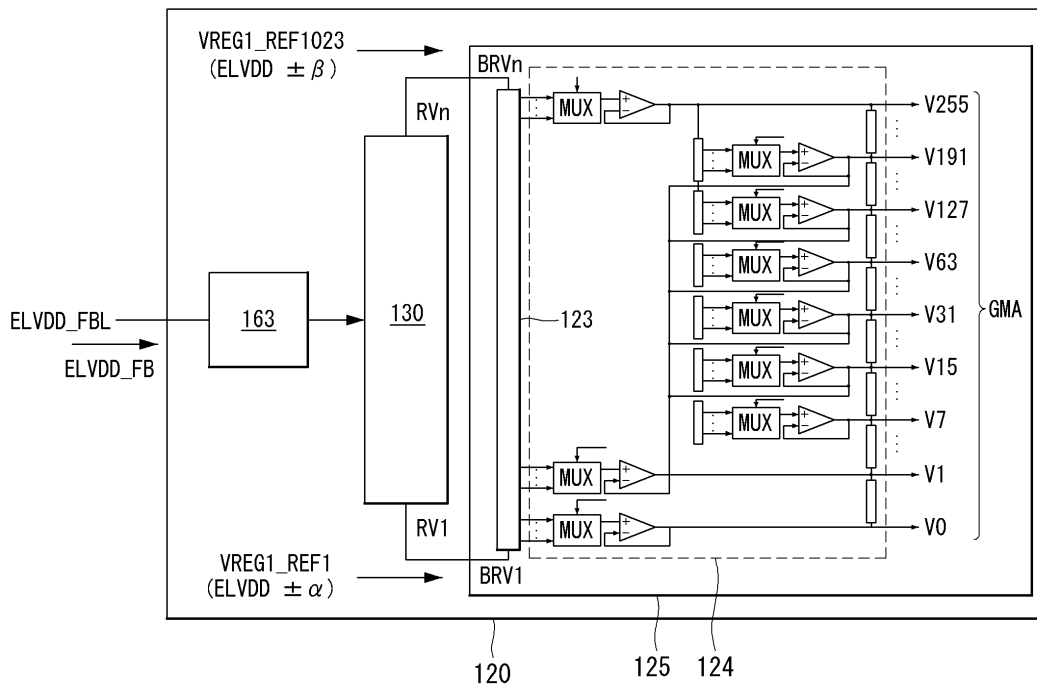 VREG1_REF1023
(ELVDD ± β)
BRVn
RVn
MUX
+
−
V255
MUX
+
−
V191
MUX
+
−
V127
MUX
+
−
V63
MUX
+
−
V31
MUX
+
−
V15
MUX
+
−
V7
MUX
+
−
V1
MUX
+
−
V0
GMA
ELVDD_FBL
ELVDD_FB
163
130
123
RV1
VREG1_REF1
(ELVDD ± α)
BRV1
120
125
124